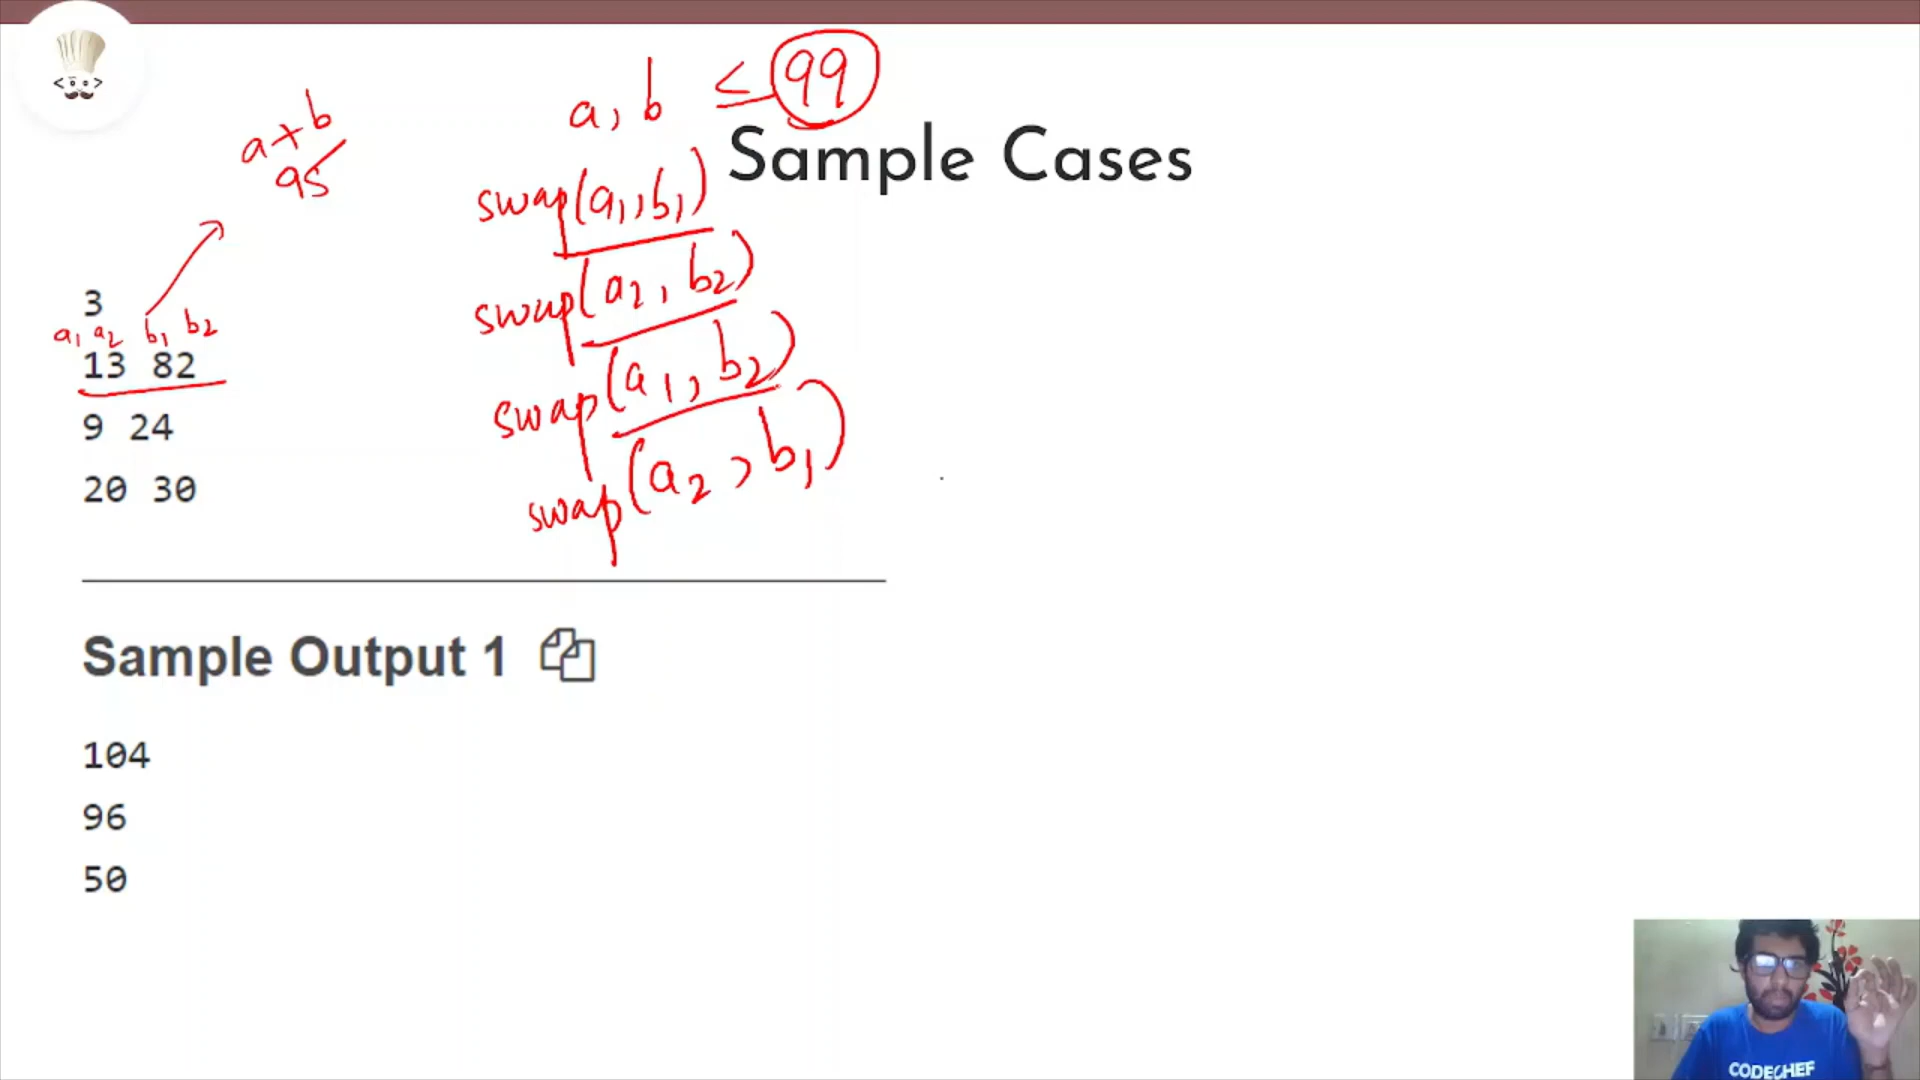 a, b ≤ 99
a+b
95
Sample Cases
swap(a1, b1)
swap(a2, b2)
swap(a1, b2)
swap(a2, b1)
3
a1 a2 b1 b2
13 82
9 24
20 30
Sample Output 1
104
96
50
CODECHEF